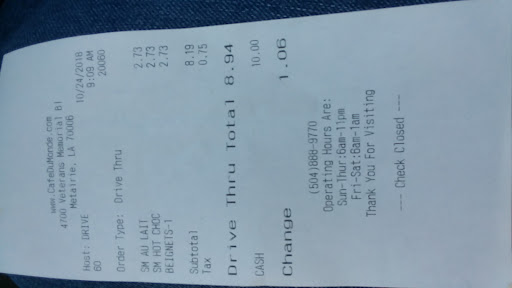 www.CafeDuMonde.com
4700 Veterans Memorial Bl
Metairie, LA 70006
Host: DRIVE 10/24/2018
60 9:09 AM
20060
Order Type: Drive Thru
SM AU LAIT 2.73
SM HOT CHOC 2.73
BEIGNETS-1 2.73
Subtotal 8.19
Tax 0.75
Drive Thru Total 8.94
CASH 10.00
Change 1.06
(504)888-9770
Operating Hours Are:
Sun-Thur:6am-11pm
Fri-Sat:6am-1am
Thank You For Visiting
--- Check Closed ---